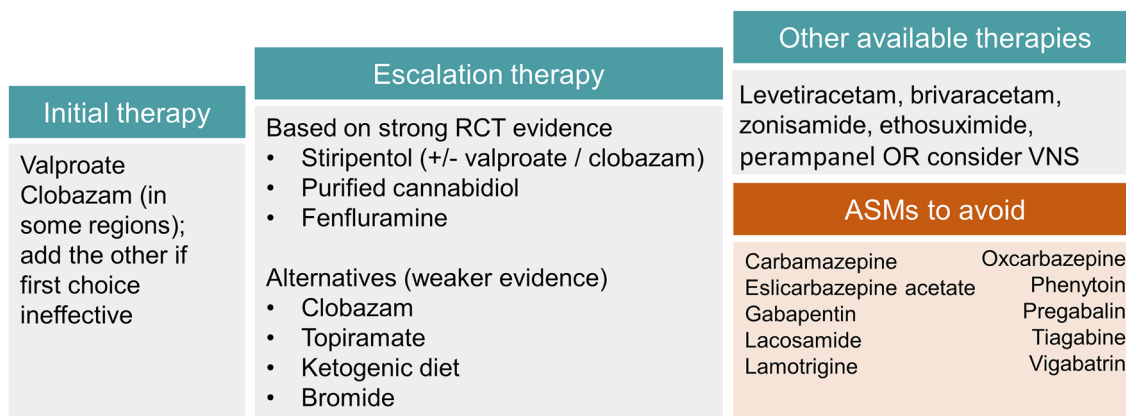 Initial therapy
Valproate
Clobazam (in
some regions);
add the other if
first choice
ineffective
Escalation therapy
Based on strong RCT evidence
• Stiripentol (+/- valproate / clobazam)
• Purified cannabidiol
• Fenfluramine
Alternatives (weaker evidence)
• Clobazam
• Topiramate
• Ketogenic diet
• Bromide
Other available therapies
Levetiracetam, brivaracetam,
zonisamide, ethosuximide,
perampanel OR consider VNS
ASMs to avoid
Carbamazepine
Eslicarbazepine acetate
Gabapentin
Lacosamide
Lamotrigine
Oxcarbazepine
Phenytoin
Pregabalin
Tiagabine
Vigabatrin